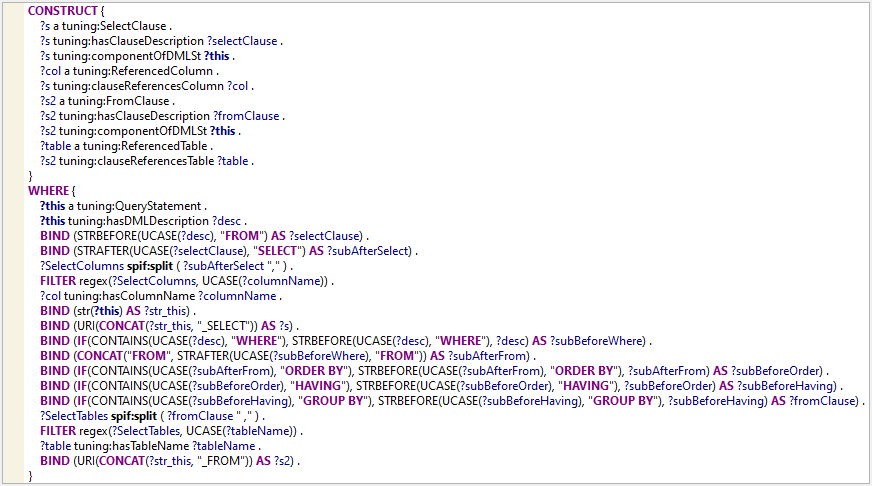 CONSTRUCT {
?s a tuning:SelectClause .
?s tuning:hasClauseDescription ?selectClause .
?s tuning:componentOfDMLSt ?this .
?col a tuning:ReferencedColumn .
?s tuning:clauseReferencesColumn ?col .
?s2 a tuning:FromClause .
?s2 tuning:hasClauseDescription ?fromClause .
?s2 tuning:componentOfDMLSt ?this .
?table a tuning:ReferencedTable .
?s2 tuning:clauseReferencesTable ?table .
}
WHERE {
?this a tuning:QueryStatement .
?this tuning:hasDMLDescription ?desc .
BIND (STRBEFORE(UCASE(?desc), "FROM") AS ?selectClause) .
BIND (STRAFTER(UCASE(?selectClause), "SELECT") AS ?subAfterSelect) .
?SelectColumns spif:split ( ?subAfterSelect "," ) .
FILTER regex(?SelectColumns, UCASE(?columnName)) .
?col tuning:hasColumnName ?columnName .
BIND (str(?this) AS ?str_this) .
BIND (URI(CONCAT(?str_this, "_SELECT")) AS ?s) .
BIND (IF(CONTAINS(UCASE(?desc), "WHERE"), STRBEFORE(UCASE(?desc), "WHERE"), ?desc) AS ?subBeforeWhere) .
BIND (CONCAT("FROM", STRAFTER(UCASE(?subBeforeWhere), "FROM")) AS ?subAfterFrom) .
BIND (IF(CONTAINS(UCASE(?subAfterFrom), "ORDER BY"), STRBEFORE(UCASE(?subAfterFrom), "ORDER BY"), ?subAfterFrom) AS ?subBeforeOrder) .
BIND (IF(CONTAINS(UCASE(?subBeforeOrder), "HAVING"), STRBEFORE(UCASE(?subBeforeOrder), "HAVING"), ?subBeforeOrder) AS ?subBeforeHaving) .
BIND (IF(CONTAINS(UCASE(?subBeforeHaving), "GROUP BY"), STRBEFORE(UCASE(?subBeforeHaving), "GROUP BY"), ?subBeforeHaving) AS ?fromClause) .
?SelectTables spif:split ( ?fromClause "," ) .
FILTER regex(?SelectTables, UCASE(?tableName)) .
?table tuning:hasTableName ?tableName .
BIND (URI(CONCAT(?str_this, "_FROM")) AS ?s2) .
}